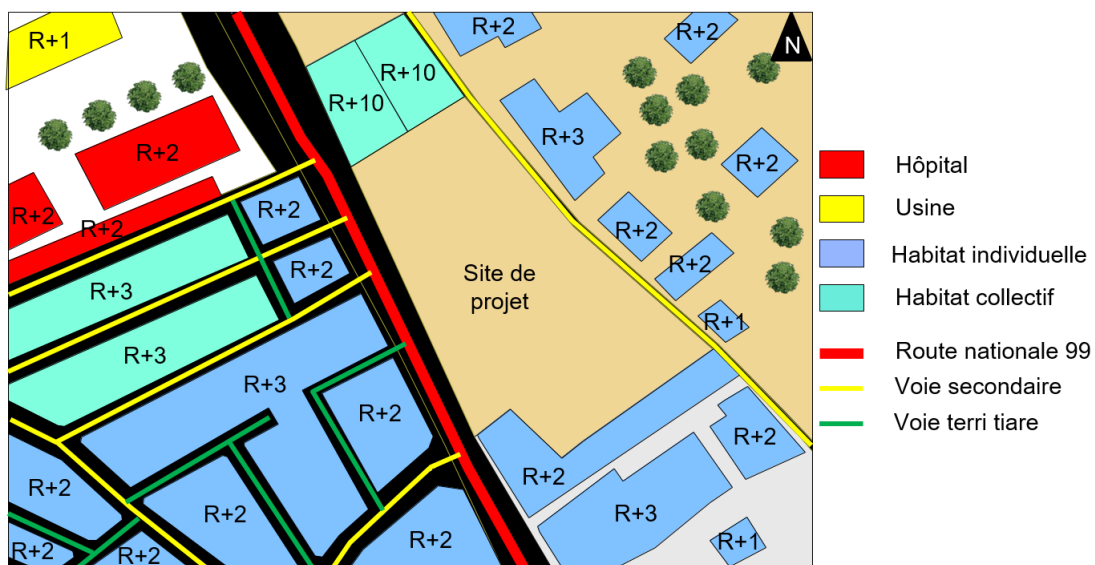 R+1
R+2
R+2
N
R+10
R+10
R+3
R+2
R+2
R+2
R+2
R+2
R+2
R+2
R+2
R+3
R+3
Site de
projet
R+1
R+3
R+2
R+2
R+2
R+2
R+2
R+3
R+2
R+2
R+2
R+1
Hôpital
Usine
Habitat individuelle
Habitat collectif
Route nationale 99
Voie secondaire
Voie terri tiare